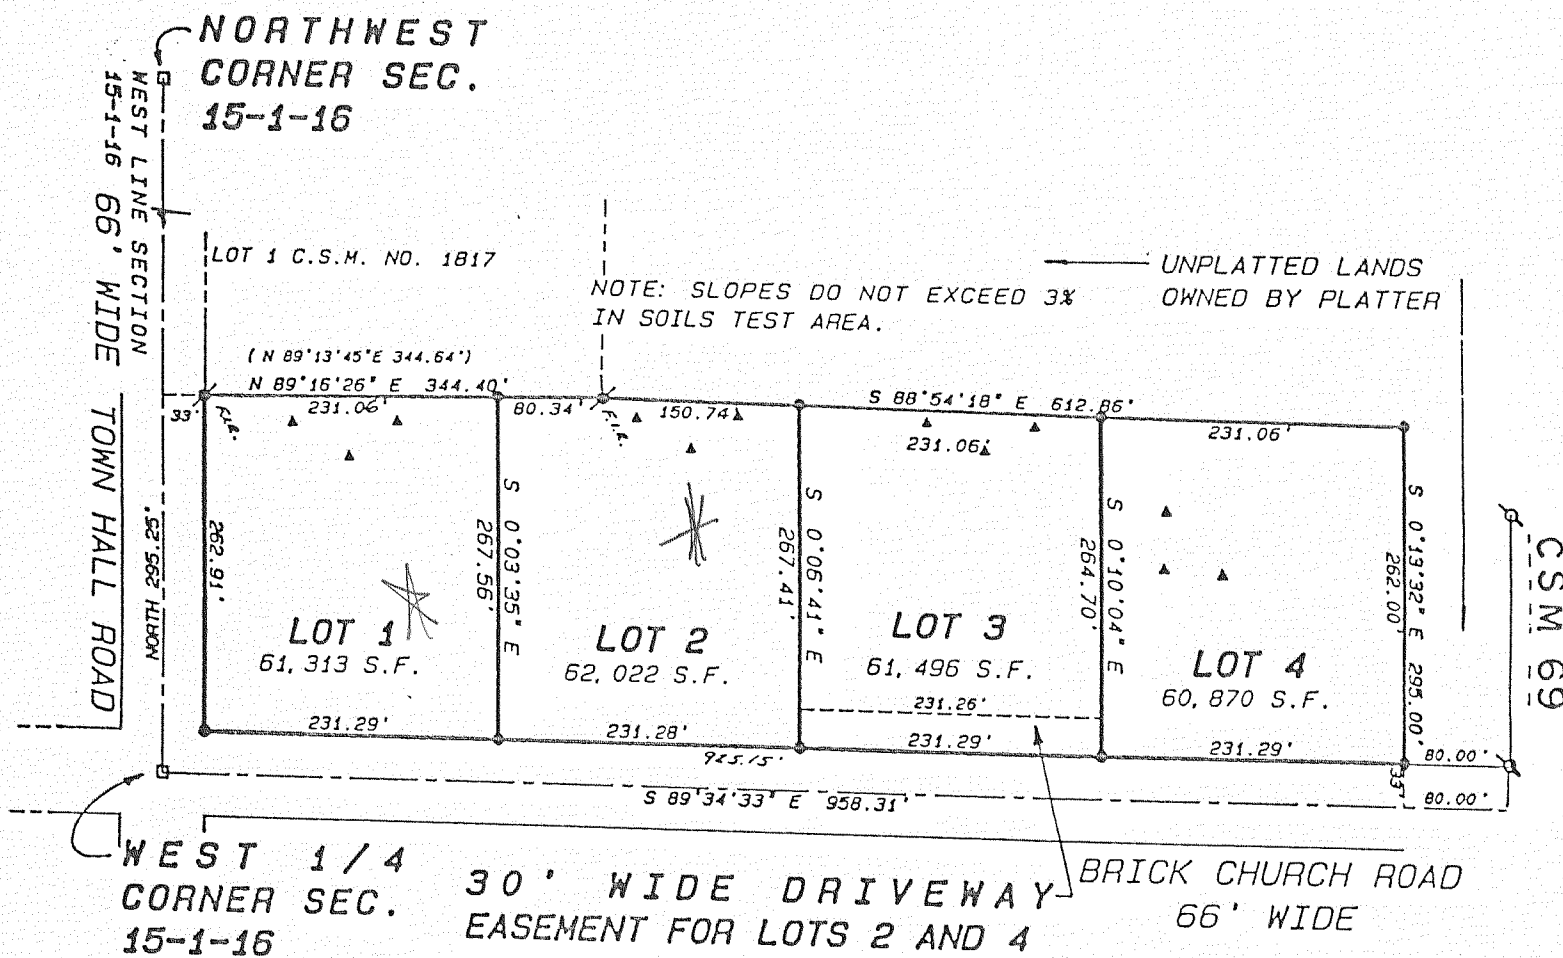 NORTHWEST
CORNER SEC.
15-1-16
WEST LINE SECTION
15-1-16
66' WIDE TOWN HALL ROAD
LOT 1 C.S.M. NO. 1817
NOTE: SLOPES DO NOT EXCEED 3%
IN SOILS TEST AREA.
UNPLATTED LANDS
OWNED BY PLATTER
(N 89°13'45"E 344.64')
N 89°16'26" E 344.40'
S 88°54'18" E 612.86'
33'
F.I.R.
231.06'
80.34'
F.I.R.
150.74'
231.06'
231.06'
NORTH 295.25'
262.91'
S 0°03'35" E
267.56'
S 0°06'41" E
267.41'
S 0°10'04" E
264.70'
S 0°19'32" E 295.00'
262.00'
CSM 69
LOT 1
61,313 S.F.
LOT 2
62,022 S.F.
LOT 3
61,496 S.F.
LOT 4
60,870 S.F.
231.26'
231.29'
231.28'
231.29'
231.29'
80.00'
925.15'
33'
S 89°34'33" E 958.31'
80.00'
WEST 1/4
CORNER SEC.
15-1-16
30' WIDE DRIVEWAY
EASEMENT FOR LOTS 2 AND 4
BRICK CHURCH ROAD
66' WIDE